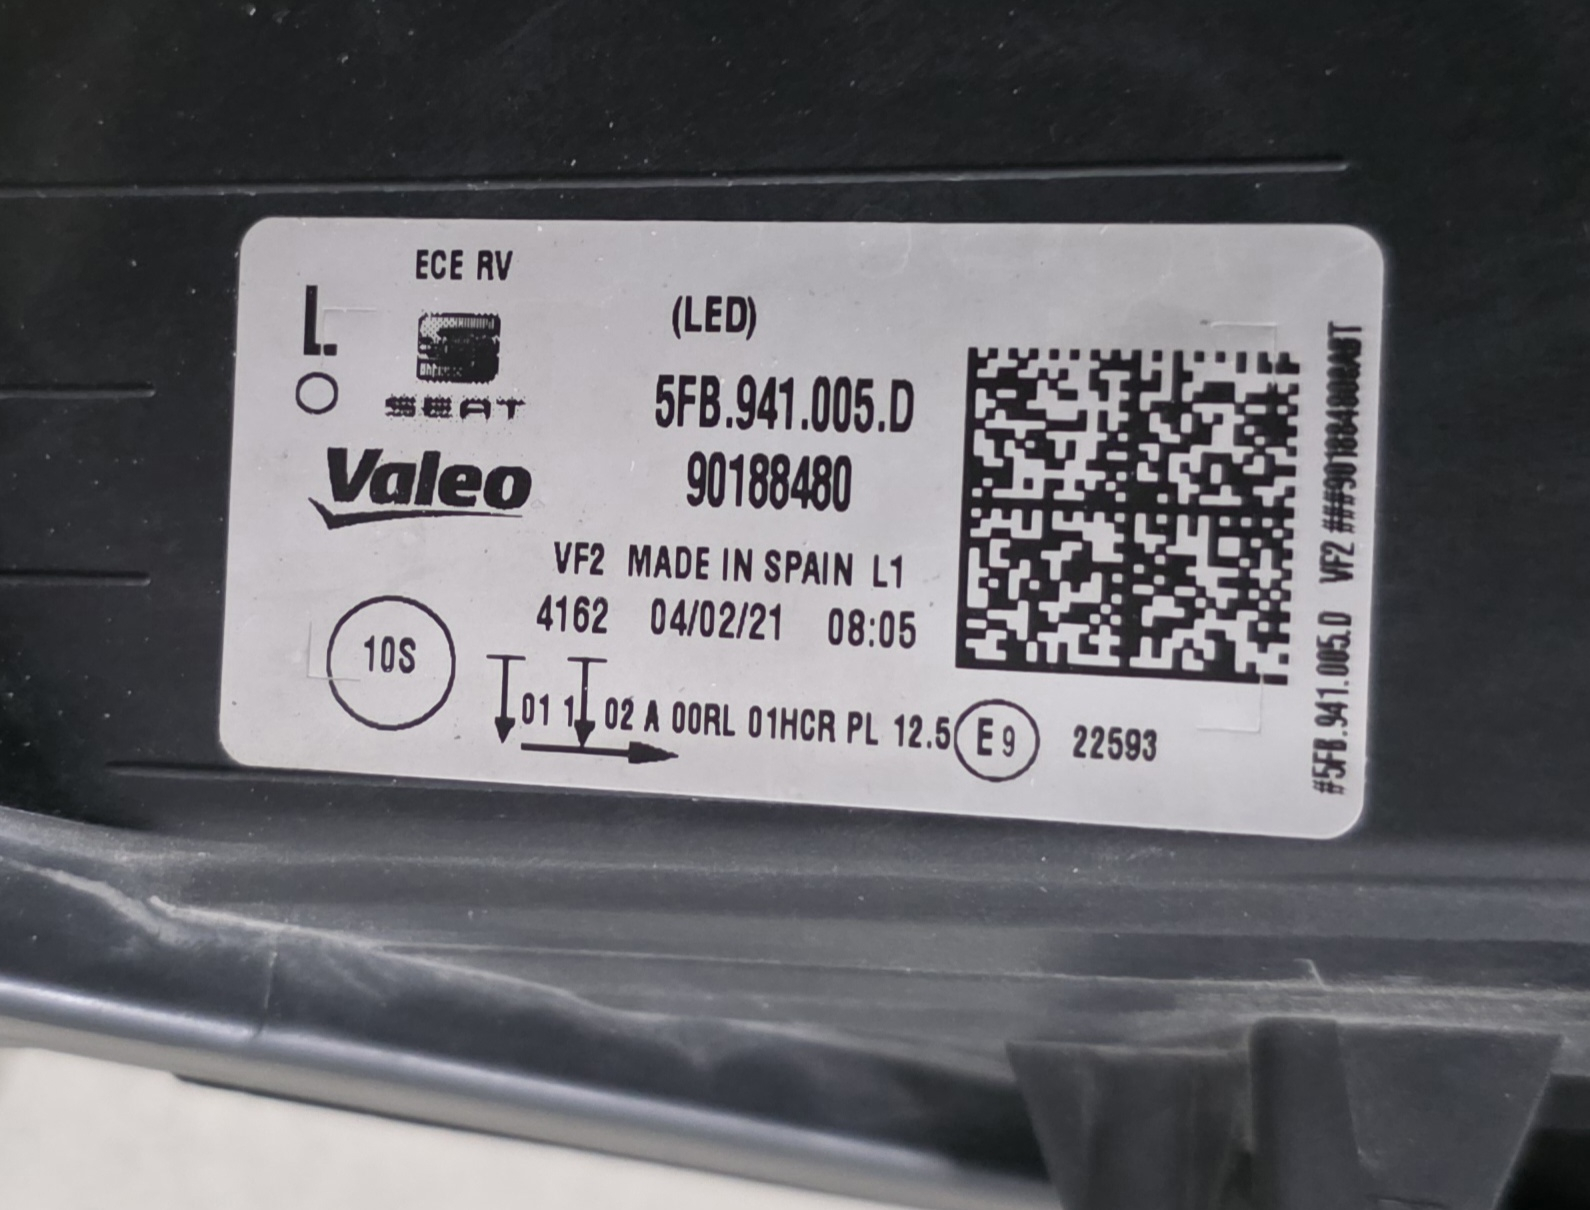 ECE RV
L.
SEAT
Valeo
(LED)
5FB.941.005.D
90188480
VF2 MADE IN SPAIN L1
4162 04/02/21 08:05
10S
01 1 02 A 00RL 01HCR PL 12.5 E9 22593
#5FB.941.005.D VF2